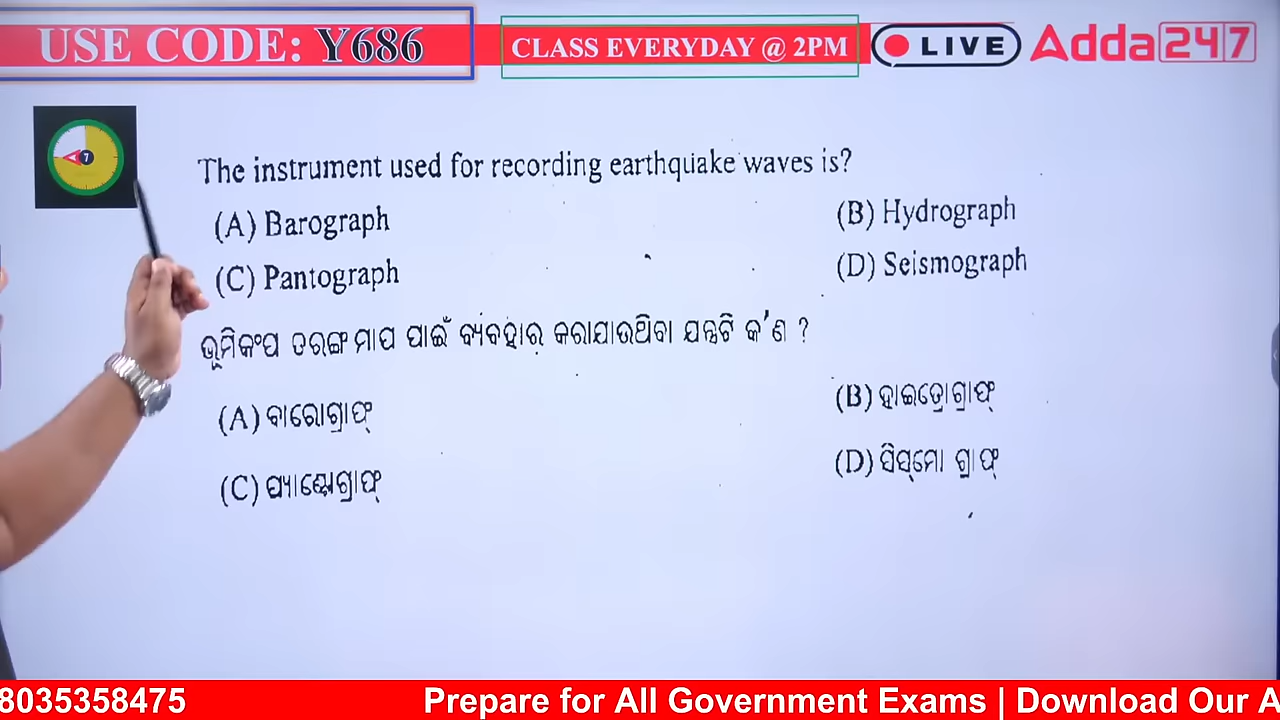 USE CODE: Y686
CLASS EVERYDAY @ 2PM
LIVE
Adda247
7
The instrument used for recording earthquake waves is?
(A) Barograph
(B) Hydrograph
(C) Pantograph
(D) Seismograph
ଭୂମିକଂପ ତରଙ୍ଗ ମାପ ପାଇଁ ବ୍ୟବହାର କରାଯାଉଥିବା ଯନ୍ତ୍ରଟି କ'ଣ ?
(A) ବାରୋଗ୍ରାଫ୍
(B) ହାଇଡ୍ରୋଗ୍ରାଫ୍
(C) ପ୍ୟାଣ୍ଟୋଗ୍ରାଫ୍
(D) ସିସ୍‌ମୋ ଗ୍ରାଫ୍
8035358475 Prepare for All Government Exams | Download Our A